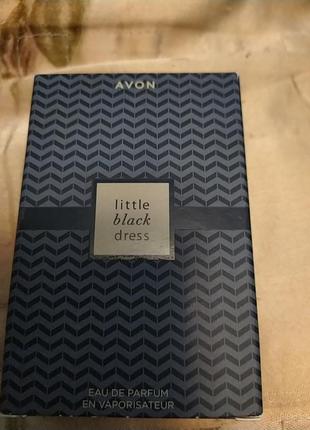 AVON
little
black
dress
EAU DE PARFUM
EN VAPORISATEUR